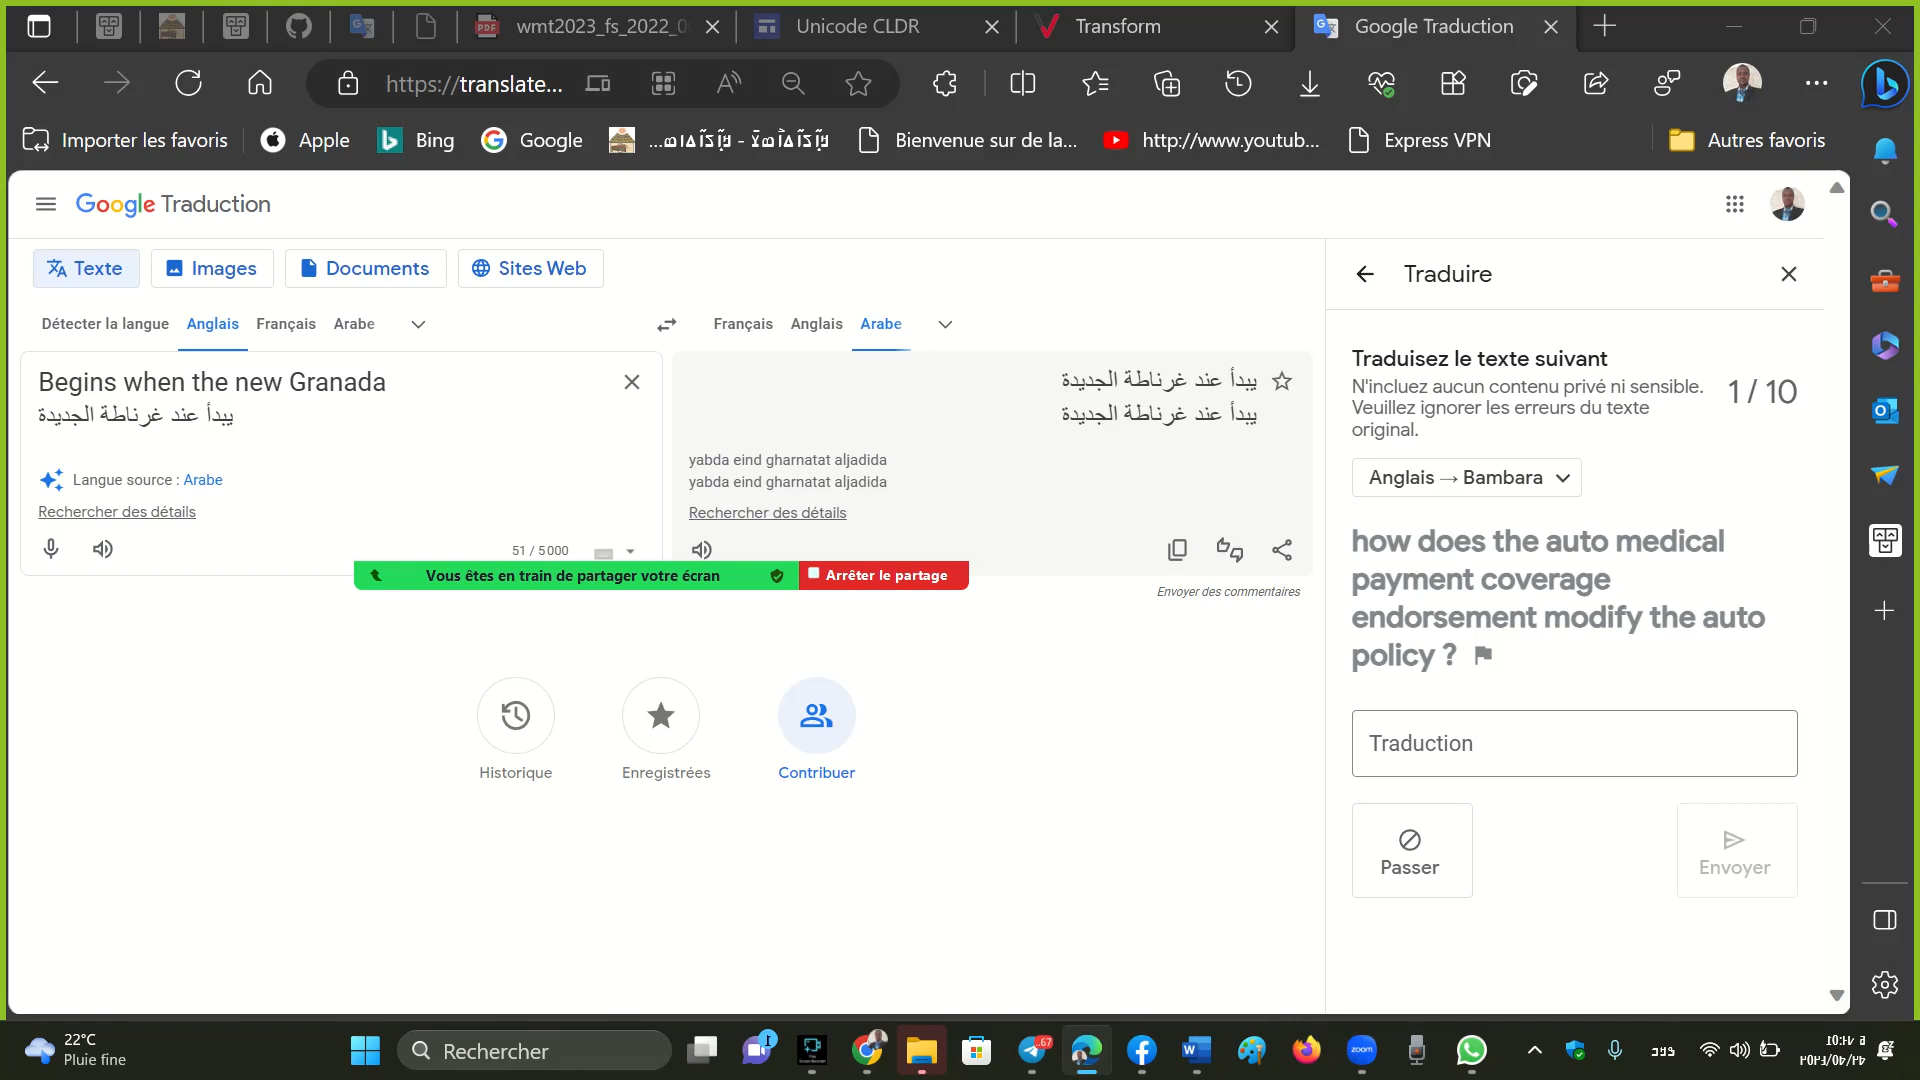 wmt2023_fs_2022_0
Unicode CLDR
Transform
Google Traduction
https://translate...
Importer les favoris
Apple
Bing
Google
Bienvenue sur de la...
http://www.youtub...
Express VPN
Autres favoris
Google Traduction
Texte
Images
Documents
Sites Web
Détecter la langue
Anglais
Français
Arabe
Français
Anglais
Arabe
Begins when the new Granada
يبدأ عند غرناطة الجديدة
Langue source : Arabe
Rechercher des détails
51 / 5 000
يبدأ عند غرناطة الجديدة
يبدأ عند غرناطة الجديدة
yabda eind gharnatat aljadida
yabda eind gharnatat aljadida
Rechercher des détails
Vous êtes en train de partager votre écran
Arrêter le partage
Envoyer des commentaires
Historique
Enregistrées
Contribuer
Traduire
Traduisez le texte suivant
N'incluez aucun contenu privé ni sensible.
Veuillez ignorer les erreurs du texte
original.
1 / 10
Anglais → Bambara
how does the auto medical
payment coverage
endorsement modify the auto
policy ?
Traduction
Passer
Envoyer
22°C
Pluie fine
Rechercher
1
.67
zoom